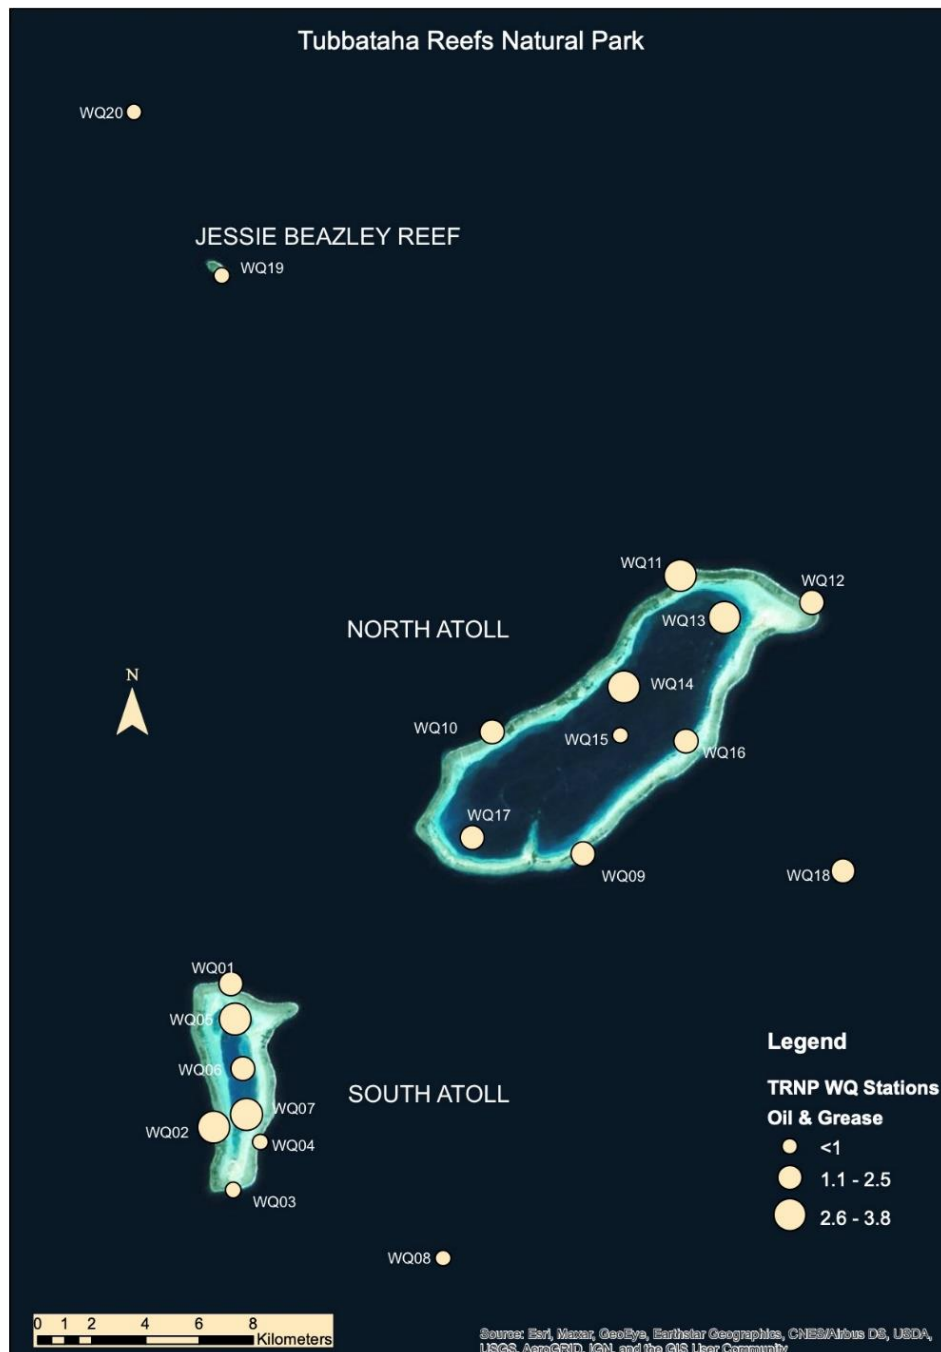 Tubbataha Reefs Natural Park
WQ20
JESSIE BEAZLEY REEF
WQ19
WQ11
WQ12
WQ13
NORTH ATOLL
WQ14
WQ10
WQ15
WQ16
N
WQ17
WQ09
WQ18
WQ01
WQ05
WQ06
SOUTH ATOLL
WQ07
WQ02
WQ04
WQ03
WQ08
Legend
TRNP WQ Stations
Oil & Grease
<1
1.1 - 2.5
2.6 - 3.8
0 1 2 4 6 8
Kilometers
Source: Esri, Maxar, GeoEye, Earthstar Geographics, CNES/Airbus DS, USDA,
USGS, AeroGRID, IGN, and the GIS User Community